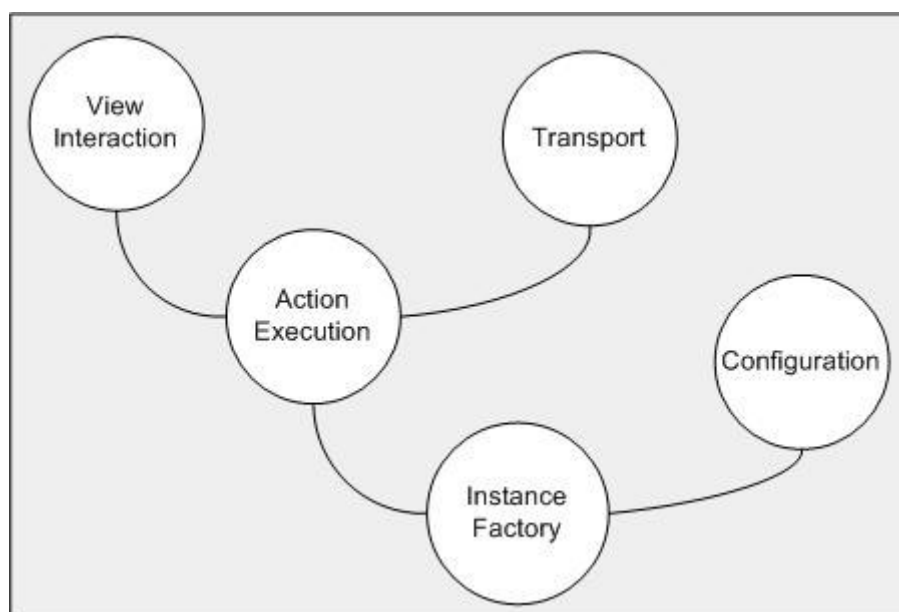 View
Interaction
Transport
Action
Execution
Configuration
Instance
Factory